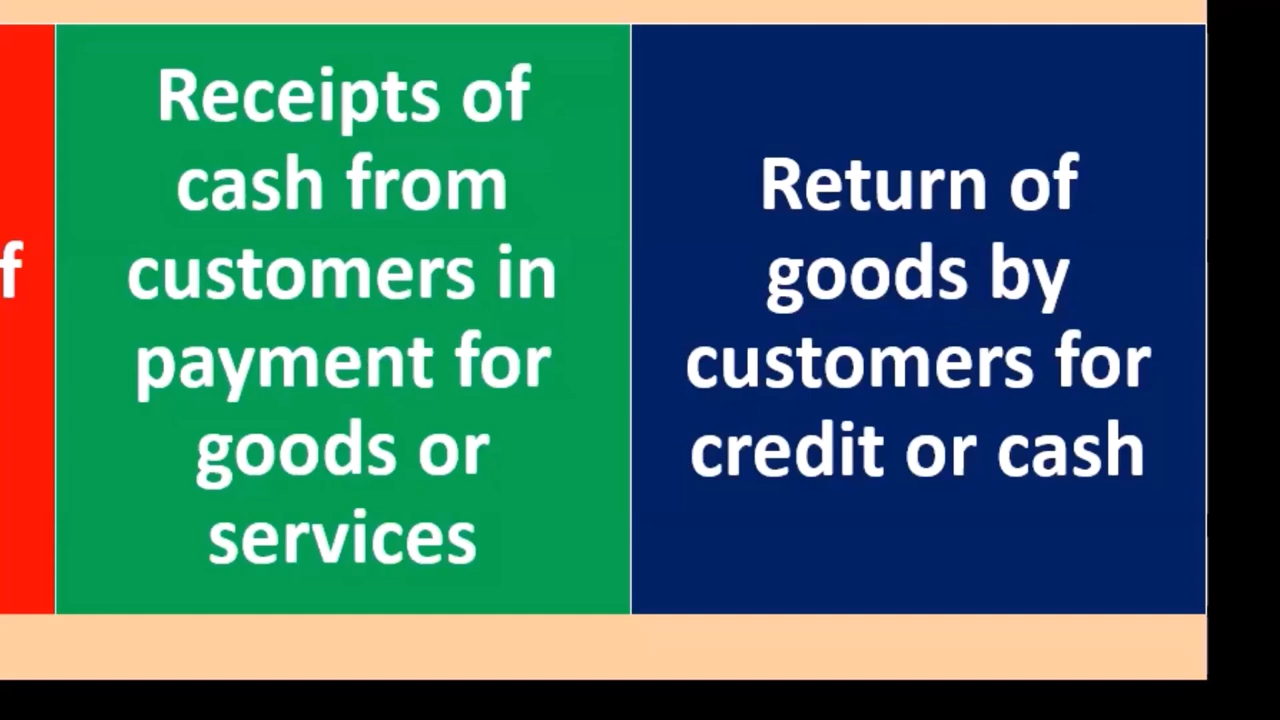 Receipts of
cash from
customers in
payment for
goods or
services
Return of
goods by
customers for
credit or cash